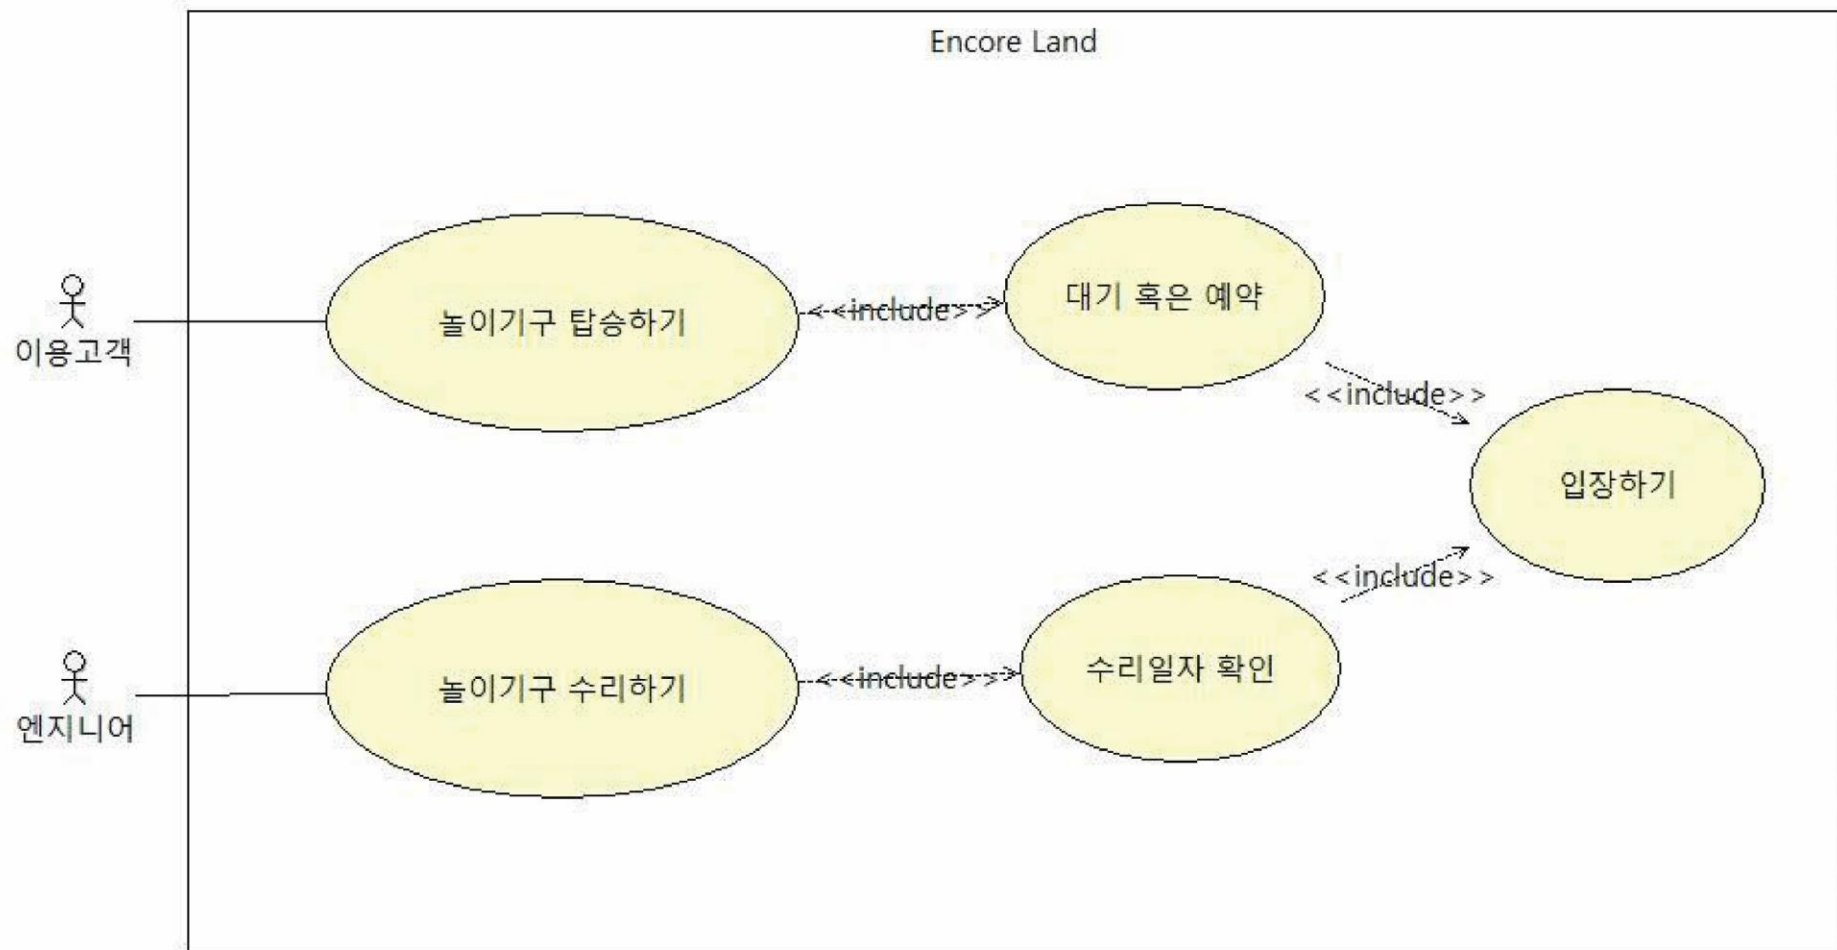 Encore Land
이용고객
놀이기구 탑승하기
<<include>>
대기 혹은 예약
<<include>>
입장하기
엔지니어
놀이기구 수리하기
<<include>>
수리일자 확인
<<include>>